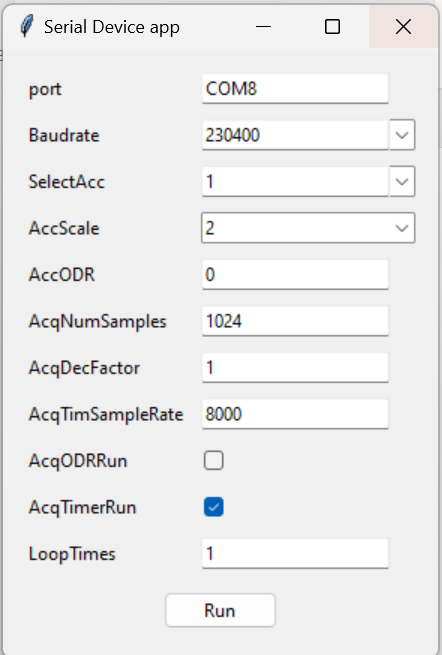 Serial Device app
port COM8
Baudrate 230400
SelectAcc 1
AccScale 2
AccODR 0
AcqNumSamples 1024
AcqDecFactor 1
AcqTimSampleRate 8000
AcqODRRun
AcqTimerRun
LoopTimes 1
Run